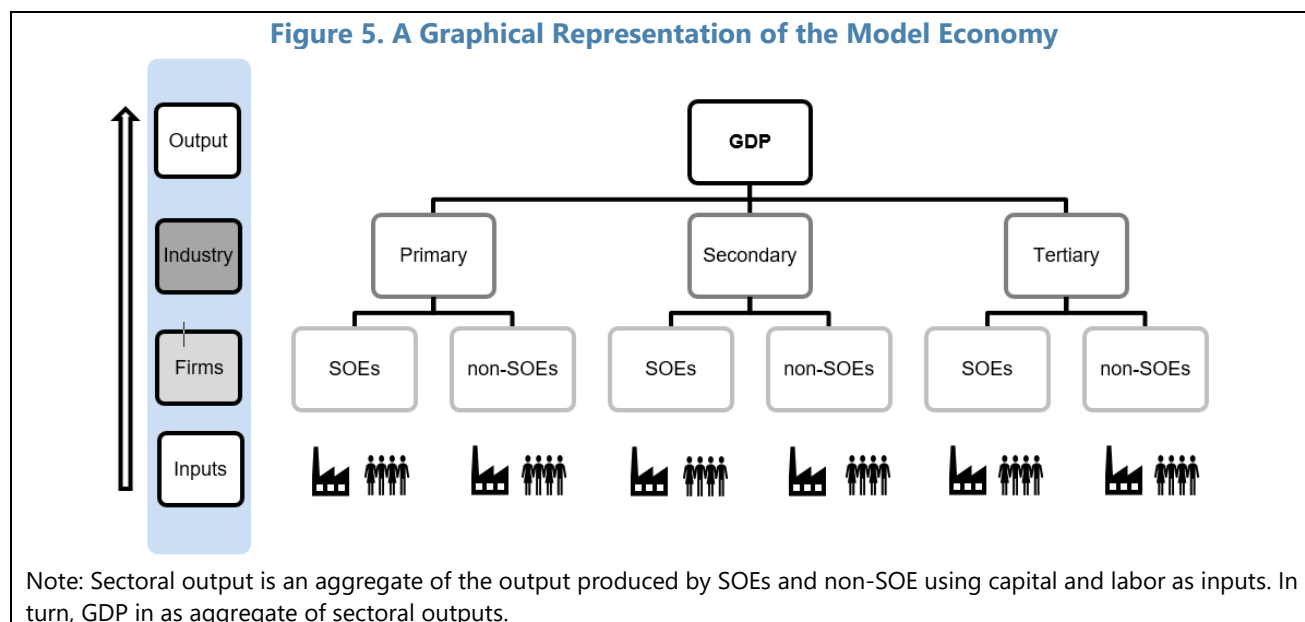 Figure 5. A Graphical Representation of the Model Economy
Output
GDP
Industry
Primary
Secondary
Tertiary
Firms
SOEs
non-SOEs
SOEs
non-SOEs
SOEs
non-SOEs
Inputs
Note: Sectoral output is an aggregate of the output produced by SOEs and non-SOE using capital and labor as inputs. In
turn, GDP in as aggregate of sectoral outputs.